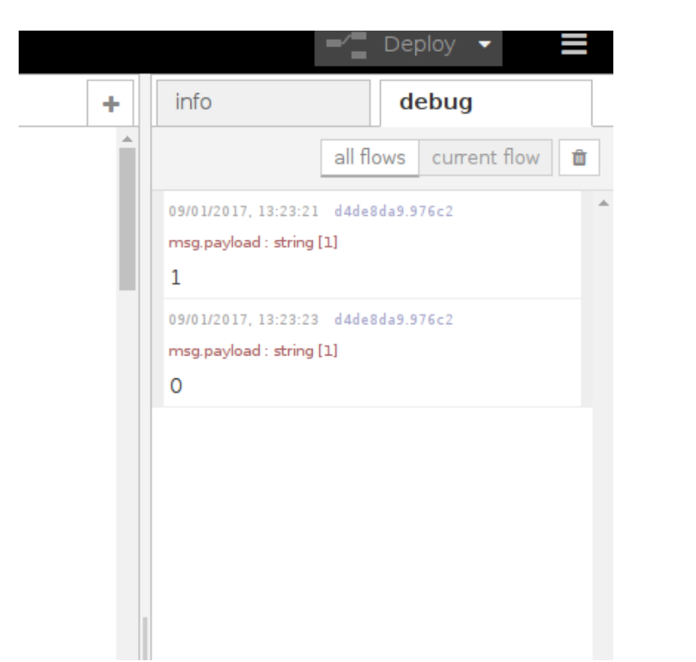 Deploy
+
info debug
all flows current flow
09/01/2017, 13:23:21 d4de8da9.976c2
msg.payload : string [1]
1
09/01/2017, 13:23:23 d4de8da9.976c2
msg.payload : string [1]
0